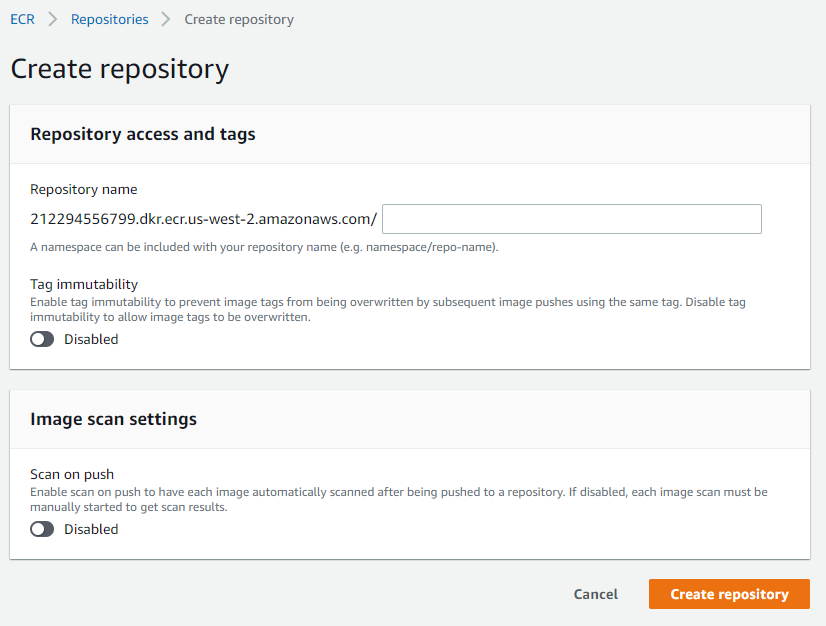 ECR > Repositories > Create repository
Create repository
Repository access and tags
Repository name
212294556799.dkr.ecr.us-west-2.amazonaws.com/
A namespace can be included with your repository name (e.g. namespace/repo-name).
Tag immutability
Enable tag immutability to prevent image tags from being overwritten by subsequent image pushes using the same tag. Disable tag
immutability to allow image tags to be overwritten.
Disabled
Image scan settings
Scan on push
Enable scan on push to have each image automatically scanned after being pushed to a repository. If disabled, each image scan must be
manually started to get scan results.
Disabled
Cancel Create repository